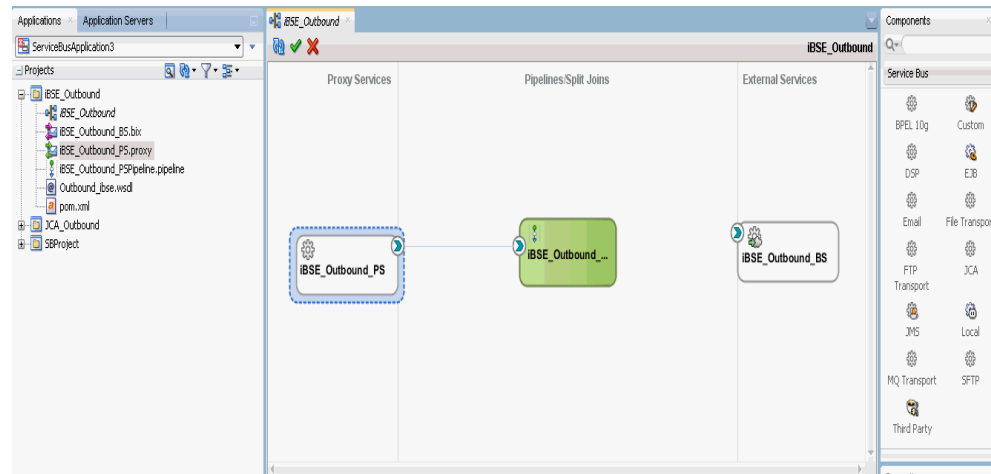 Applications
Application Servers
ServiceBusApplication3
Projects
iBSE_Outbound
iBSE_Outbound
iBSE_Outbound_BS.bix
iBSE_Outbound_PS.proxy
iBSE_Outbound_PSPipeline.pipeline
Outbound_ibse.wsdl
pom.xml
JCA_Outbound
SBProject
iBSE_Outbound
iBSE_Outbound
Proxy Services
Pipelines/Split Joins
External Services
iBSE_Outbound_PS
iBSE_Outbound_...
iBSE_Outbound_BS
Components
Service Bus
BPEL 10g
Custom
DSP
EJB
Email
File Transpor
FTP
Transport
JCA
JMS
Local
MQ Transport
SFTP
Third Party